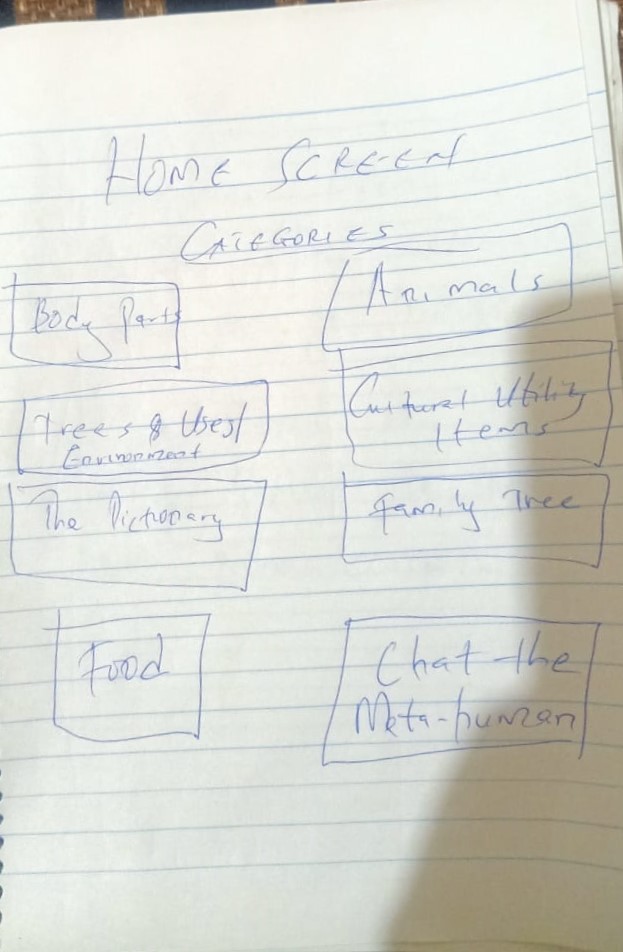 HOME SCREEN
CATEGORIES
Body Parts
Animals
Trees & Uses/
Environment
Cultural Utility
Items
The Dictionary
Family Tree
Food
Chat the
Meta-human